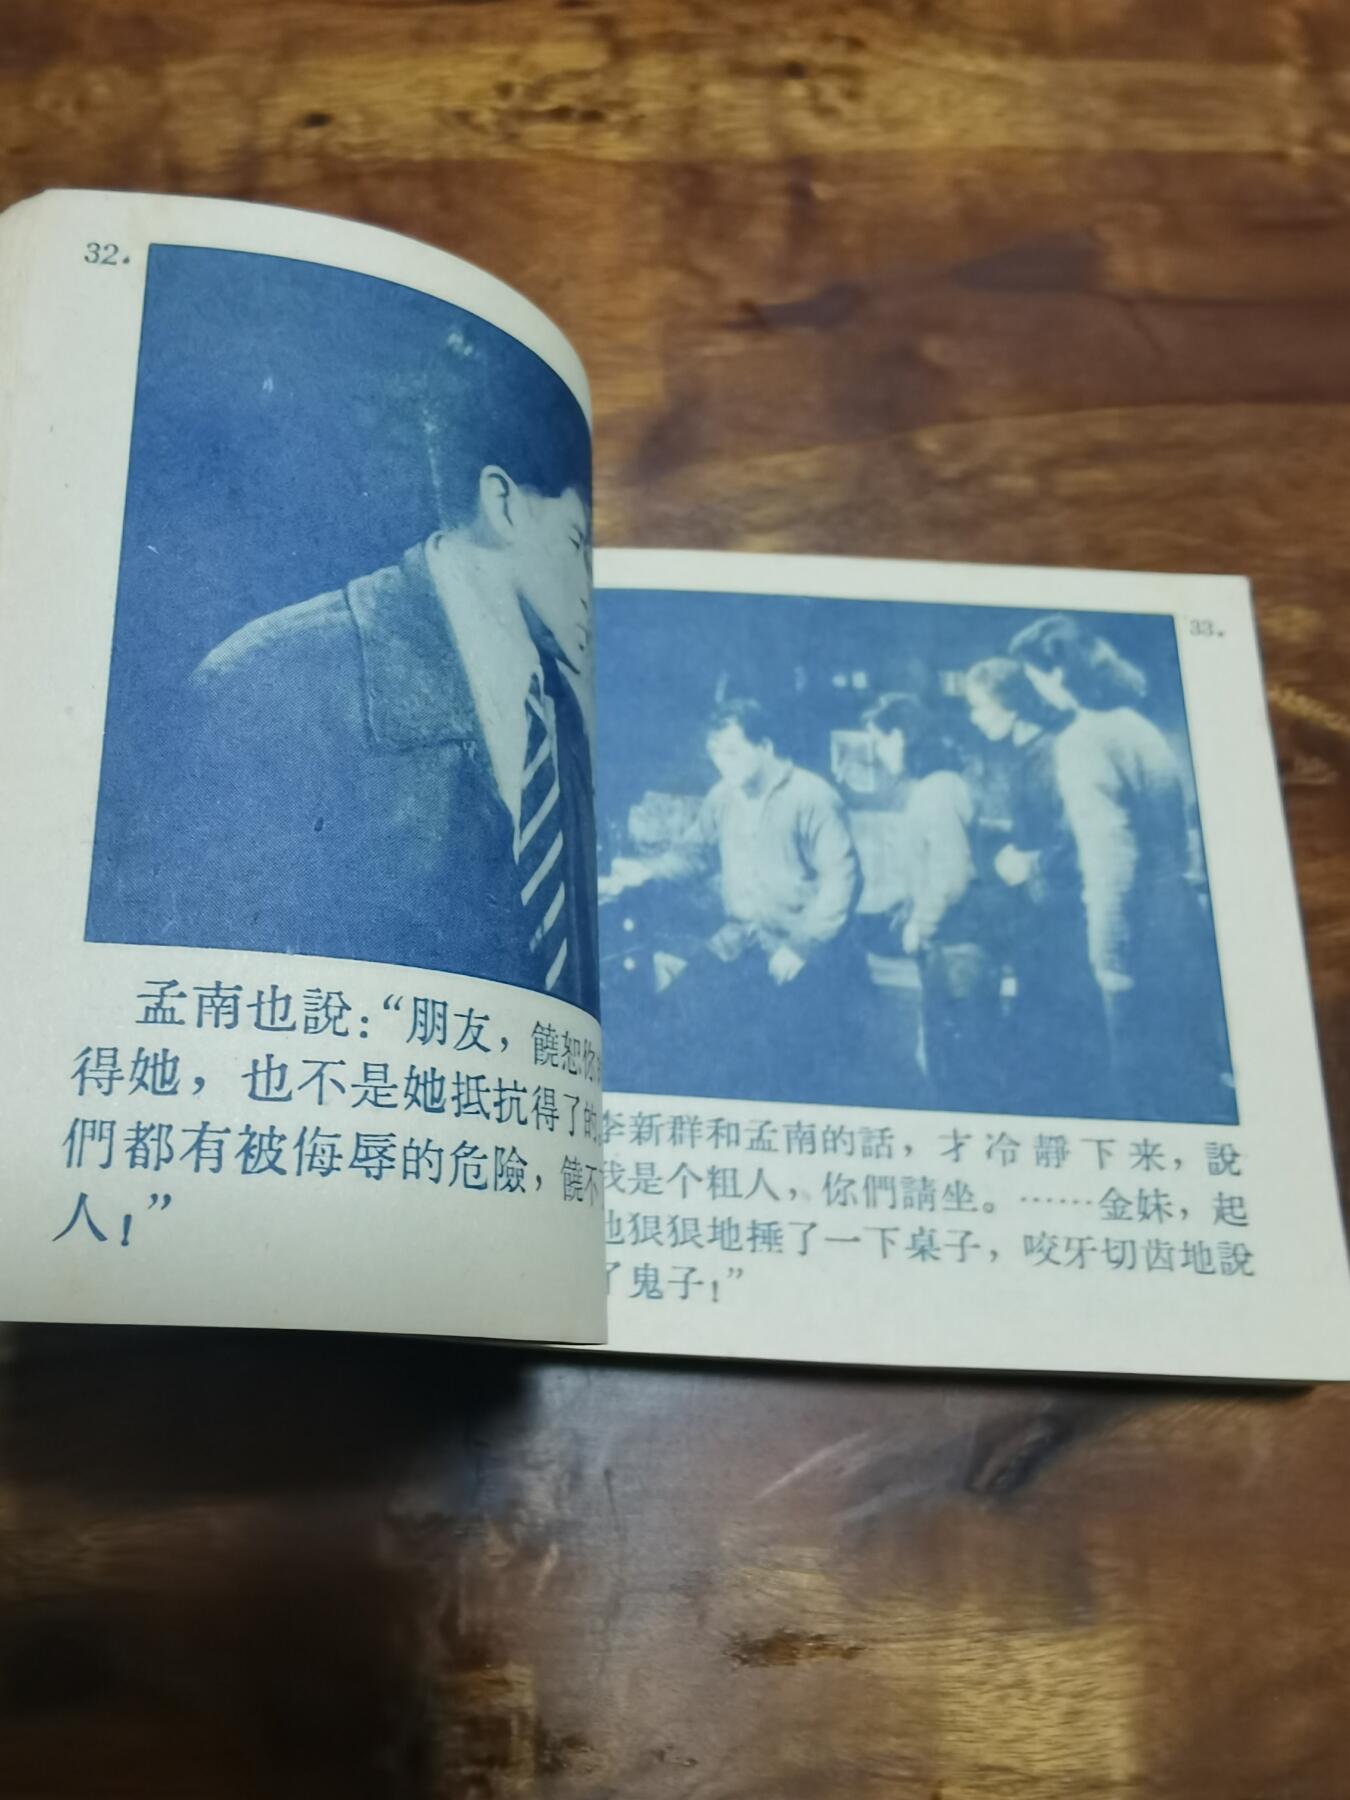 32.
孟南也說:“朋友，饒恕你
得她，也不是她抵抗得了的
們都有被侮辱的危險，饒不
人!”
33.
李新群和孟南的話，才冷靜下来，說
我是个粗人，你們請坐。……金妹，起
地狠狠地捶了一下桌子，咬牙切齿地說
了鬼子!”